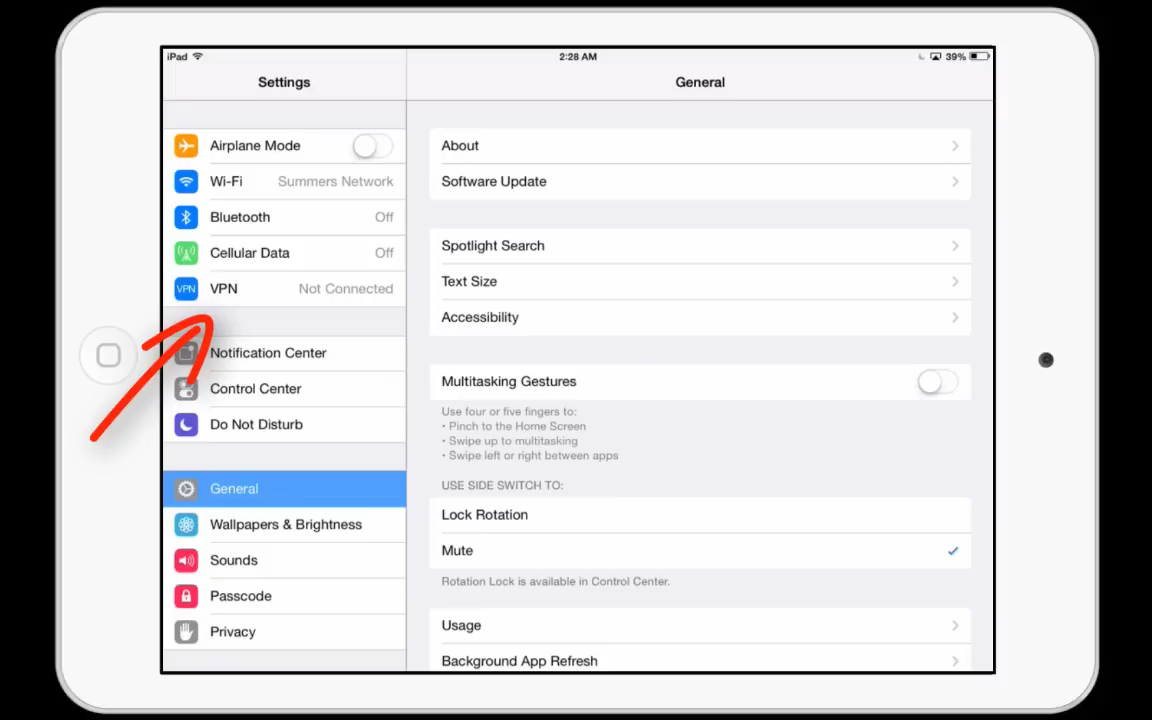 iPad
2:28 AM
39%
Settings
General
Airplane Mode
Wi-Fi Summers Network
Bluetooth Off
Cellular Data Off
VPN VPN Not Connected
Notification Center
Control Center
Do Not Disturb
General
Wallpapers & Brightness
Sounds
Passcode
Privacy
About
Software Update
Spotlight Search
Text Size
Accessibility
Multitasking Gestures
Use four or five fingers to:
• Pinch to the Home Screen
• Swipe up to multitasking
• Swipe left or right between apps
USE SIDE SWITCH TO:
Lock Rotation
Mute
Rotation Lock is available in Control Center.
Usage
Background App Refresh